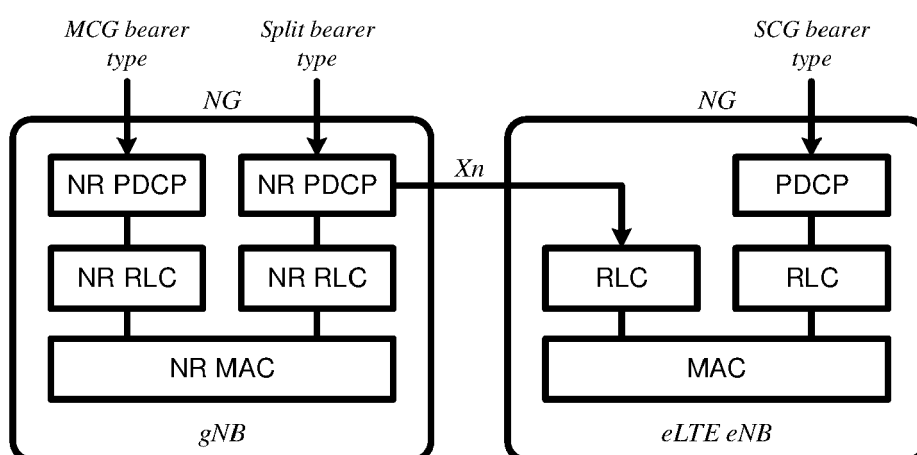 MCG bearer
type
Split bearer
type
SCG bearer
type
NG
NG
NR PDCP
NR PDCP
Xn
PDCP
NR RLC
NR RLC
RLC
RLC
NR MAC
MAC
gNB
eLTE eNB